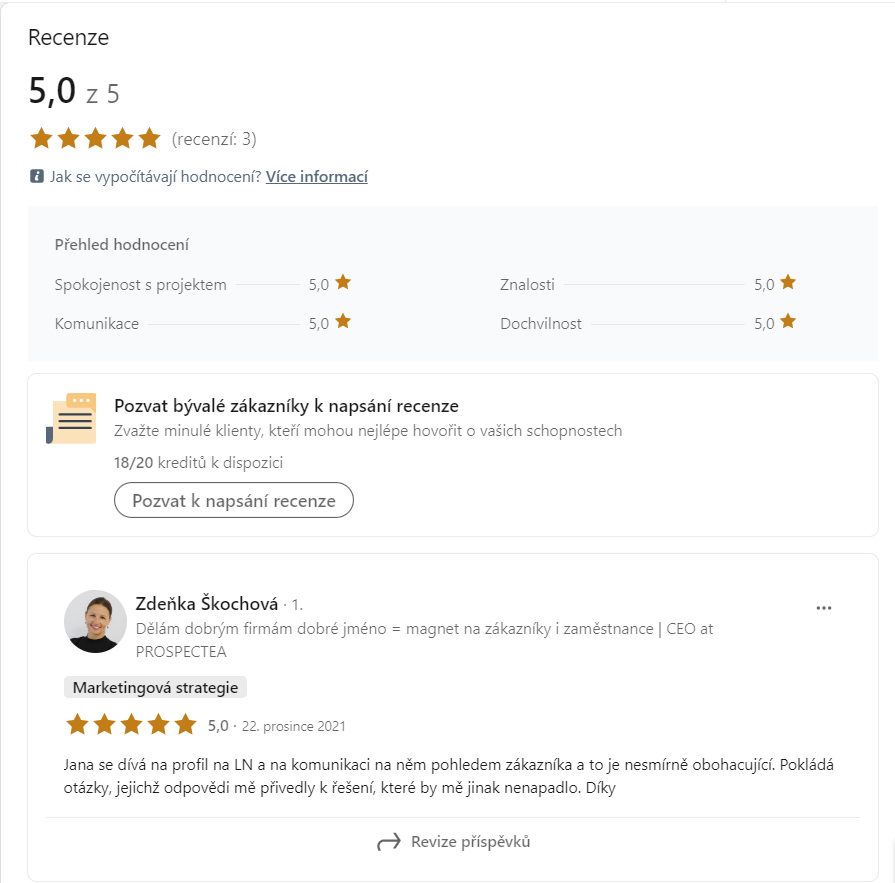 Recenze
5,0 z 5
(recenzí: 3)
Jak se vypočítávají hodnocení? Více informací
Přehled hodnocení
Spokojenost s projektem 5,0
Znalosti 5,0
Komunikace 5,0
Dochvilnost 5,0
Pozvat bývalé zákazníky k napsání recenze
Zvažte minulé klienty, kteří mohou nejlépe hovořit o vašich schopnostech
18/20 kreditů k dispozici
Pozvat k napsání recenze
Zdeňka Škochová · 1.
Dělám dobrým firmám dobré jméno = magnet na zákazníky i zaměstnance | CEO at
PROSPECTEA
Marketingová strategie
5,0 · 22. prosince 2021
Jana se dívá na profil na LN a na komunikaci na něm pohledem zákazníka a to je nesmírně obohacující. Pokládá
otázky, jejichž odpovědi mě přivedly k řešení, které by mě jinak nenapadlo. Díky
Revize příspěvků